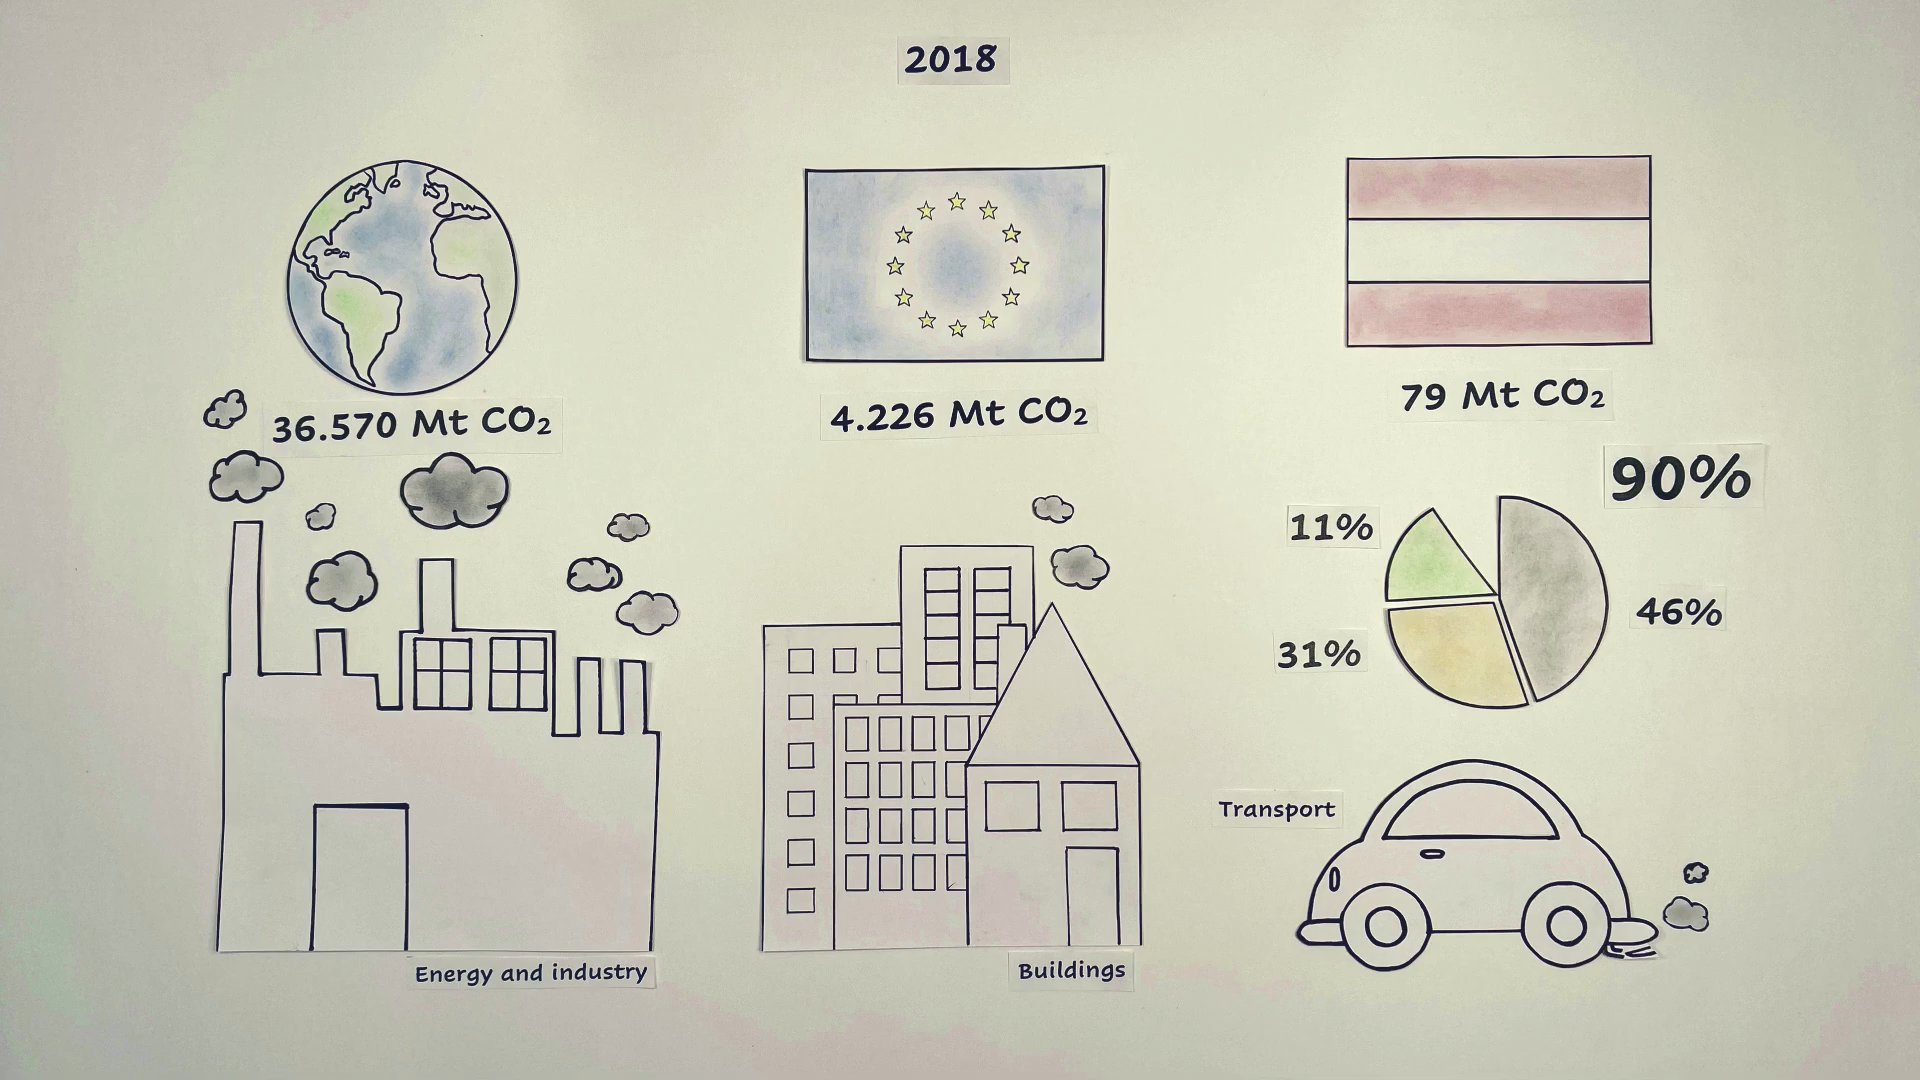 2018
36.570 Mt CO₂
4.226 Mt CO₂
79 Mt CO₂
90%
11%
46%
31%
Transport
Energy and industry
Buildings